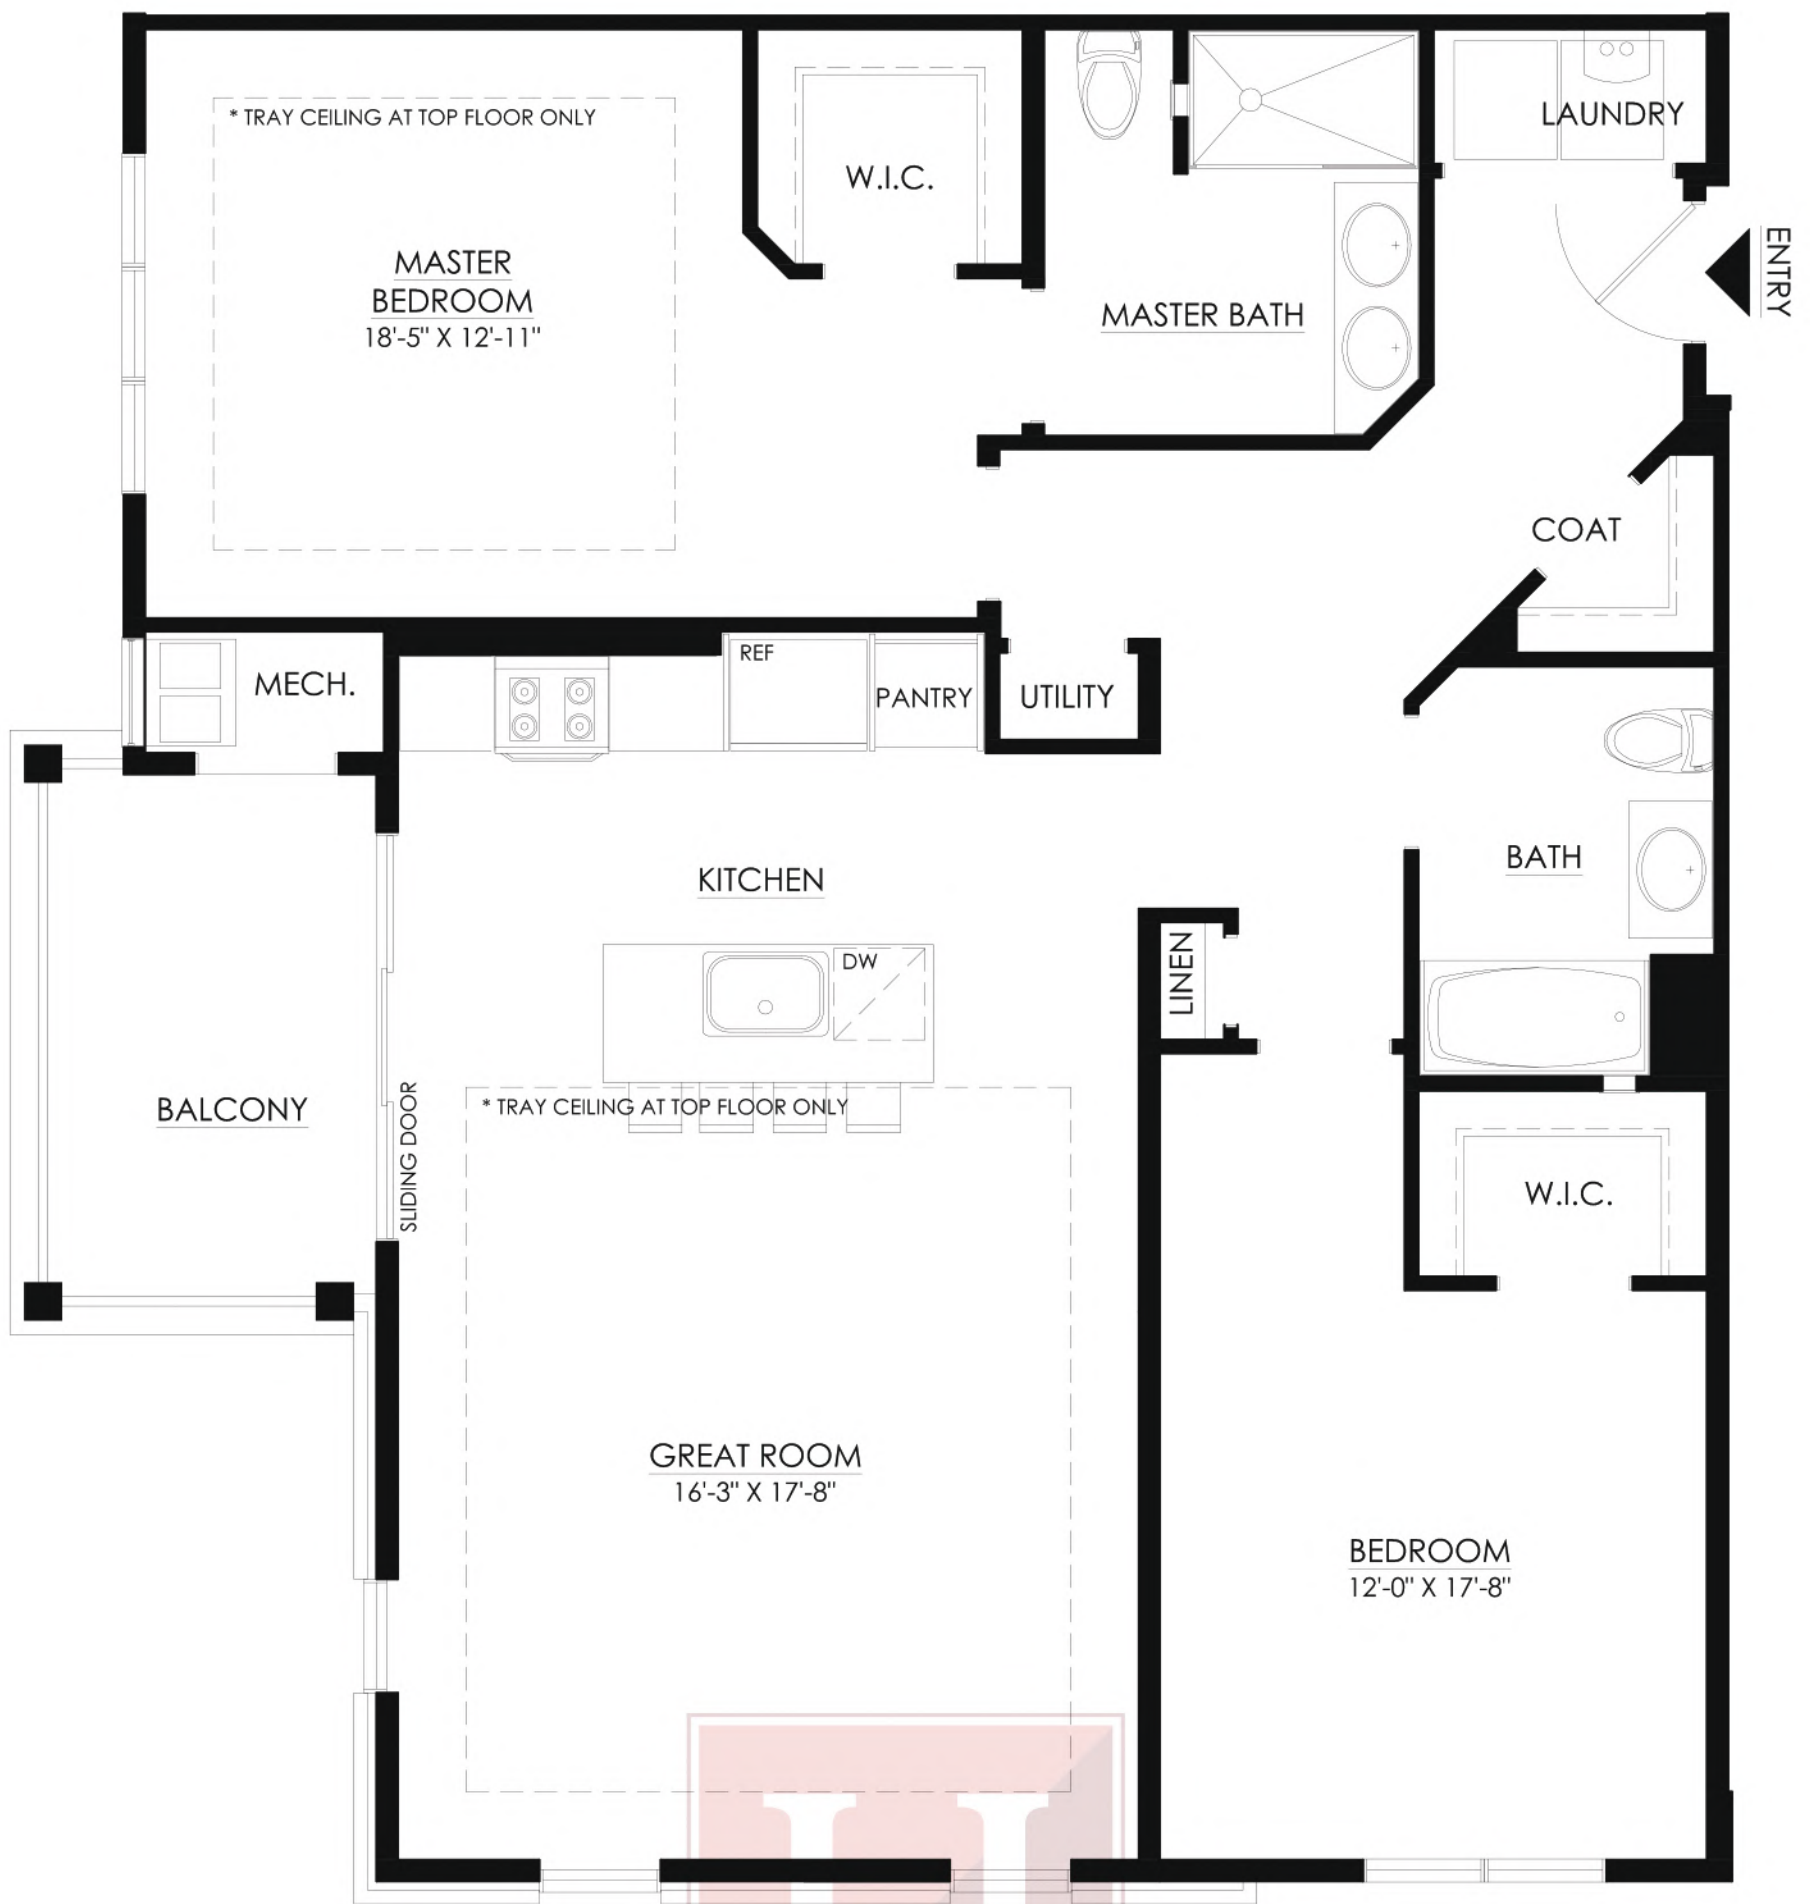 * TRAY CEILING AT TOP FLOOR ONLY
W.I.C.
LAUNDRY
MASTER
BEDROOM
18'-5" X 12'-11"
MASTER BATH
ENTRY
COAT
MECH.
REF
PANTRY
UTILITY
KITCHEN
BATH
LINEN
DW
BALCONY
SLIDING DOOR
* TRAY CEILING AT TOP FLOOR ONLY
W.I.C.
GREAT ROOM
16'-3" X 17'-8"
BEDROOM
12'-0" X 17'-8"